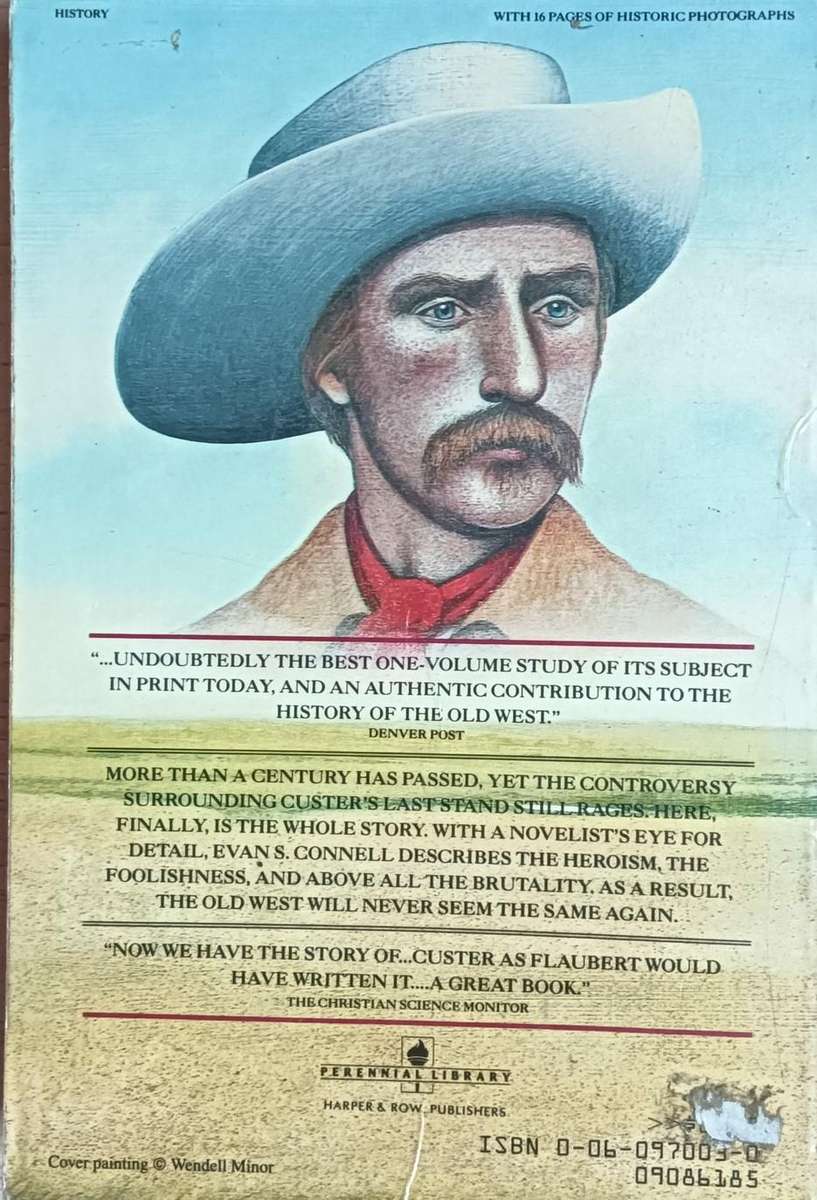 HISTORY
WITH 16 PAGES OF HISTORIC PHOTOGRAPHS
“...UNDOUBTEDLY THE BEST ONE-VOLUME STUDY OF ITS SUBJECT
IN PRINT TODAY, AND AN AUTHENTIC CONTRIBUTION TO THE
HISTORY OF THE OLD WEST.”
DENVER POST
MORE THAN A CENTURY HAS PASSED, YET THE CONTROVERSY
SURROUNDING CUSTER’S LAST STAND STILL RAGES. HERE,
FINALLY, IS THE WHOLE STORY. WITH A NOVELIST’S EYE FOR
DETAIL, EVAN S. CONNELL DESCRIBES THE HEROISM, THE
FOOLISHNESS, AND ABOVE ALL THE BRUTALITY. AS A RESULT,
THE OLD WEST WILL NEVER SEEM THE SAME AGAIN.
“NOW WE HAVE THE STORY OF...CUSTER AS FLAUBERT WOULD
HAVE WRITTEN IT....A GREAT BOOK.”
THE CHRISTIAN SCIENCE MONITOR
PERENNIAL LIBRARY
HARPER & ROW, PUBLISHERS
ISBN 0-06-097003-0
09086185
Cover painting © Wendell Minor